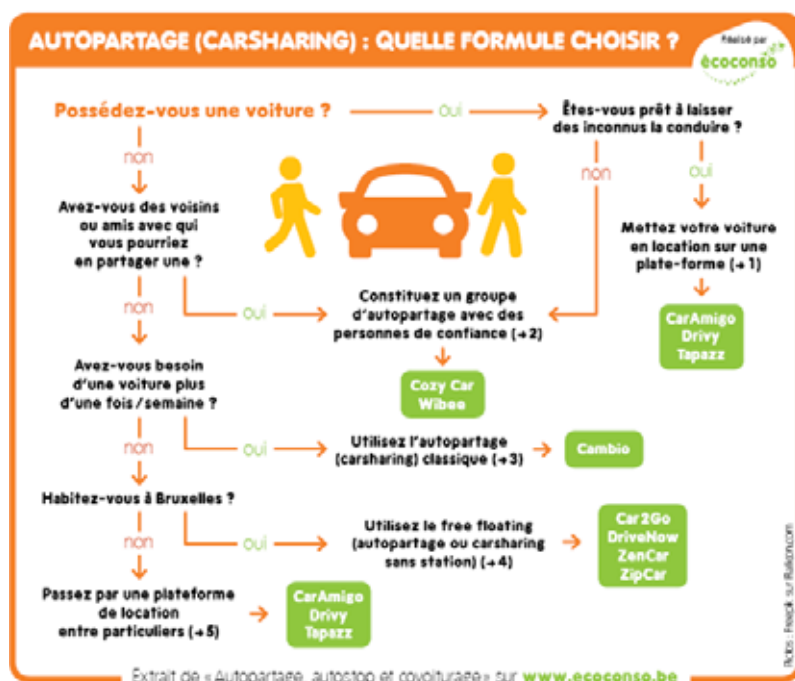 AUTOPARTAGE (CARSHARING) : QUELLE FORMULE CHOISIR ?
Réalisé par
écoconso
Possédez-vous une voiture ?
oui
Êtes-vous prêt à laisser
des inconnus la conduire ?
non
non
oui
Avez-vous des voisins
ou amis avec qui
vous pourriez
en partager une ?
Mettez votre voiture
en location sur une
plate-forme (→1)
non
oui
Constituez un groupe
d'autopartage avec des
personnes de confiance (→2)
CarAmigo
Drivy
Tapazz
Avez-vous besoin
d'une voiture plus
d'une fois/semaine ?
Cozy Car
Wibee
non
oui
Utilisez l'autopartage
(carsharing) classique (→3)
Cambio
Habitez-vous à Bruxelles ?
non
oui
Utilisez le free floating
(autopartage ou carsharing
sans station) (→4)
Car2Go
DriveNow
ZenCar
ZipCar
Passez par une plateforme
de location
entre particuliers (→5)
CarAmigo
Drivy
Tapazz
Extrait de « Autopartage, autostop et covoiturage » sur www.ecoconso.be
Pictos : Freepik sur Flaticon.com